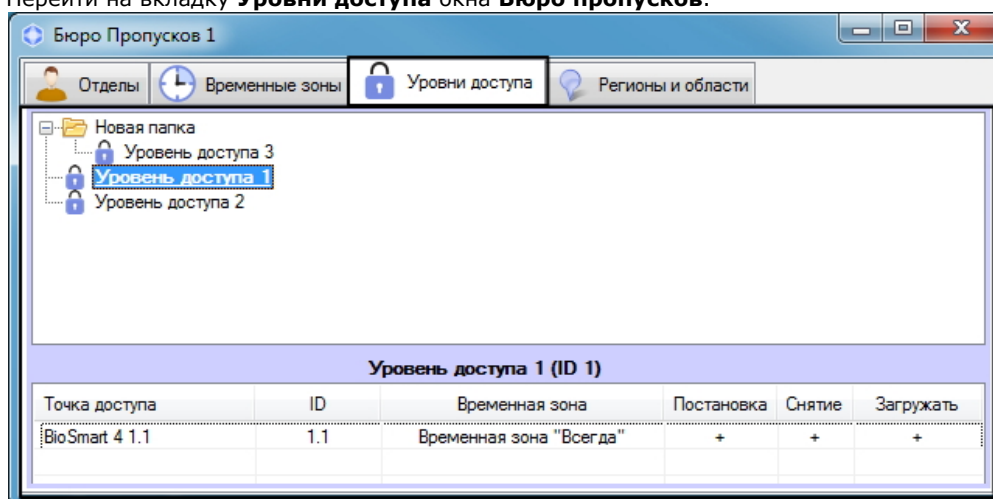 Перейти на вкладку Уровни доступа окна Бюро пропусков.
Бюро Пропусков 1
Отделы Временные зоны Уровни доступа Регионы и области
Новая папка
Уровень доступа 3
Уровень доступа 1
Уровень доступа 2
Уровень доступа 1 (ID 1)
Точка доступа ID Временная зона Постановка Снятие Загружать
BioSmart 4 1.1 1.1 Временная зона "Всегда" + + +